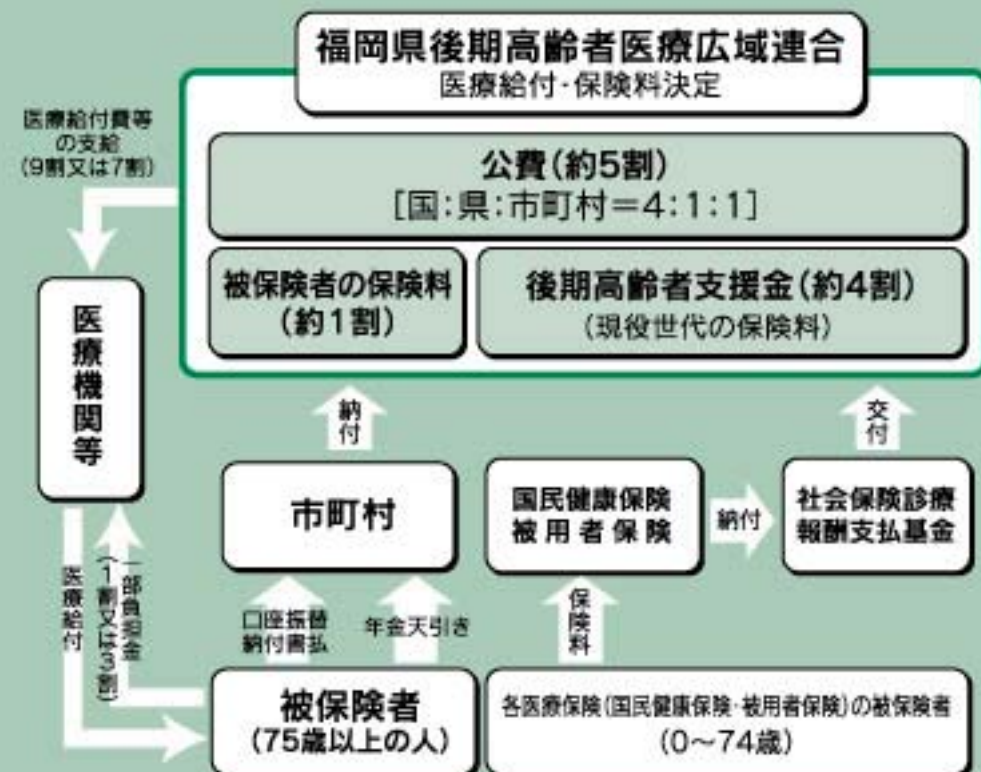 福岡県後期高齢者医療広域連合
医療給付・保険料決定
医療給付費等
の支給
(9割又は7割)
公費(約5割)
[国:県:市町村=4:1:1]
被保険者の保険料
(約1割)
後期高齢者支援金(約4割)
(現役世代の保険料)
医療機関等
納付
交付
市町村
国民健康保険
被用者保険
納付
社会保険診療
報酬支払基金
医療給付
一部負担金
(1割又は3割)
口座振替
納付書払
年金天引き
保険料
被保険者
(75歳以上の人)
各医療保険(国民健康保険・被用者保険)の被保険者
(0〜74歳)